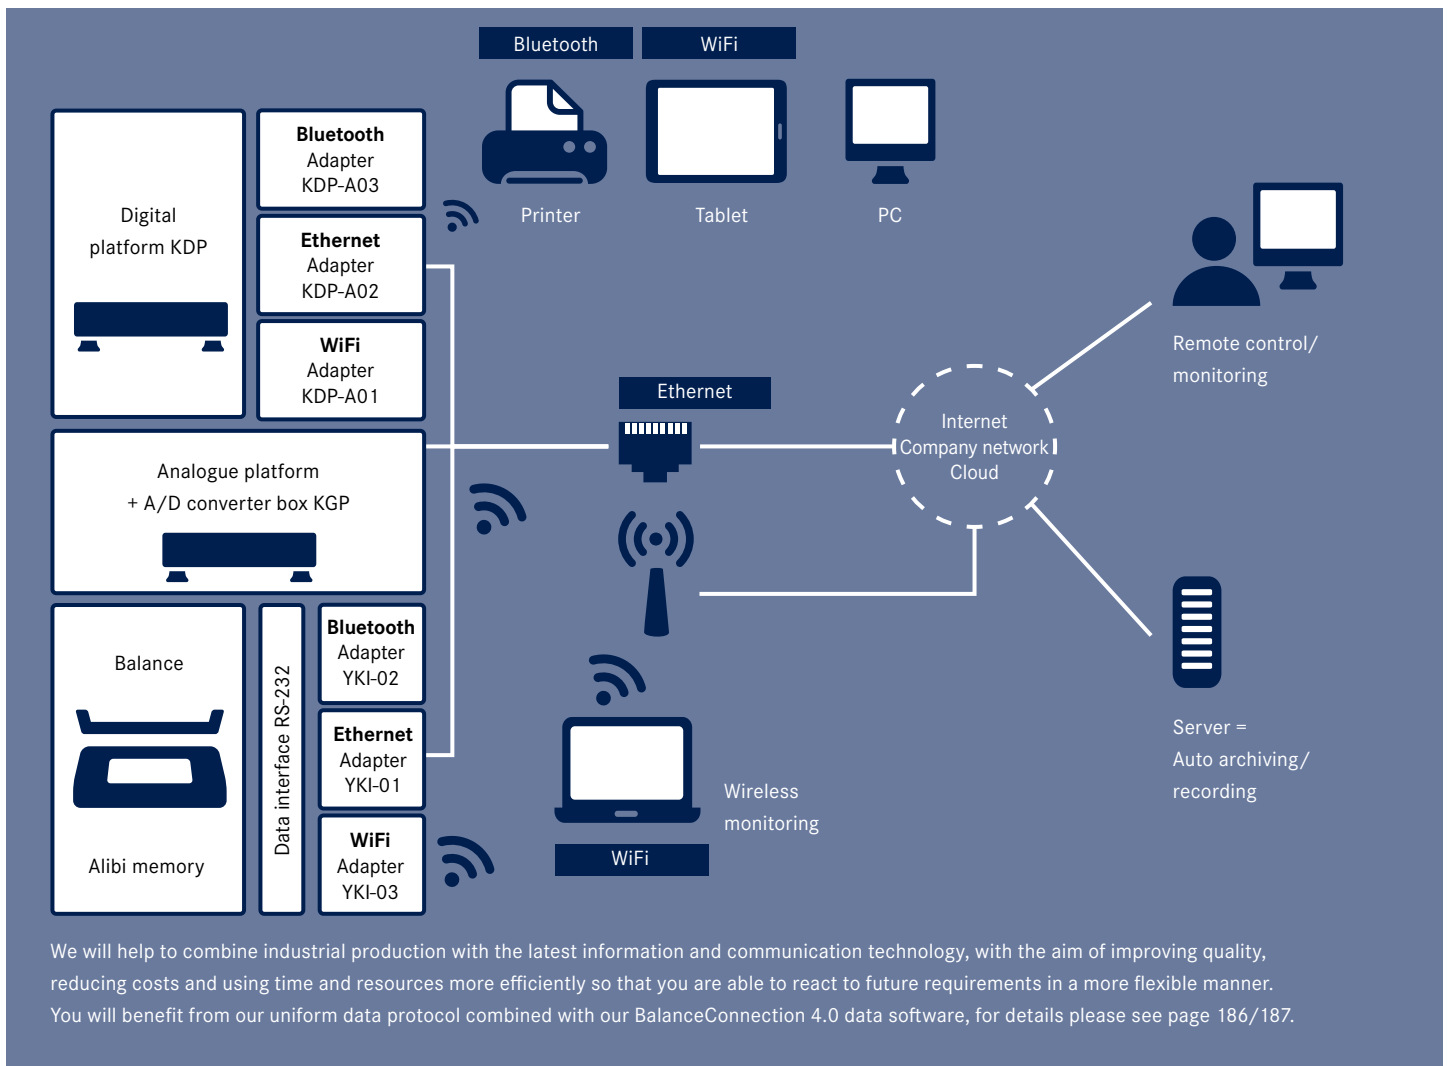 Bluetooth
WiFi
Printer
Tablet
PC
Digital
platform KDP
Bluetooth
Adapter
KDP-A03
Ethernet
Adapter
KDP-A02
WiFi
Adapter
KDP-A01
Analogue platform
+ A/D converter box KGP
Balance
Alibi memory
Data interface RS-232
Bluetooth
Adapter
YKI-02
Ethernet
Adapter
YKI-01
WiFi
Adapter
YKI-03
Ethernet
Wireless
monitoring
WiFi
Internet
Company network
Cloud
Remote control/
monitoring
Server =
Auto archiving/
recording
We will help to combine industrial production with the latest information and communication technology, with the aim of improving quality,
reducing costs and using time and resources more efficiently so that you are able to react to future requirements in a more flexible manner.
You will benefit from our uniform data protocol combined with our BalanceConnection 4.0 data software, for details please see page 186/187.